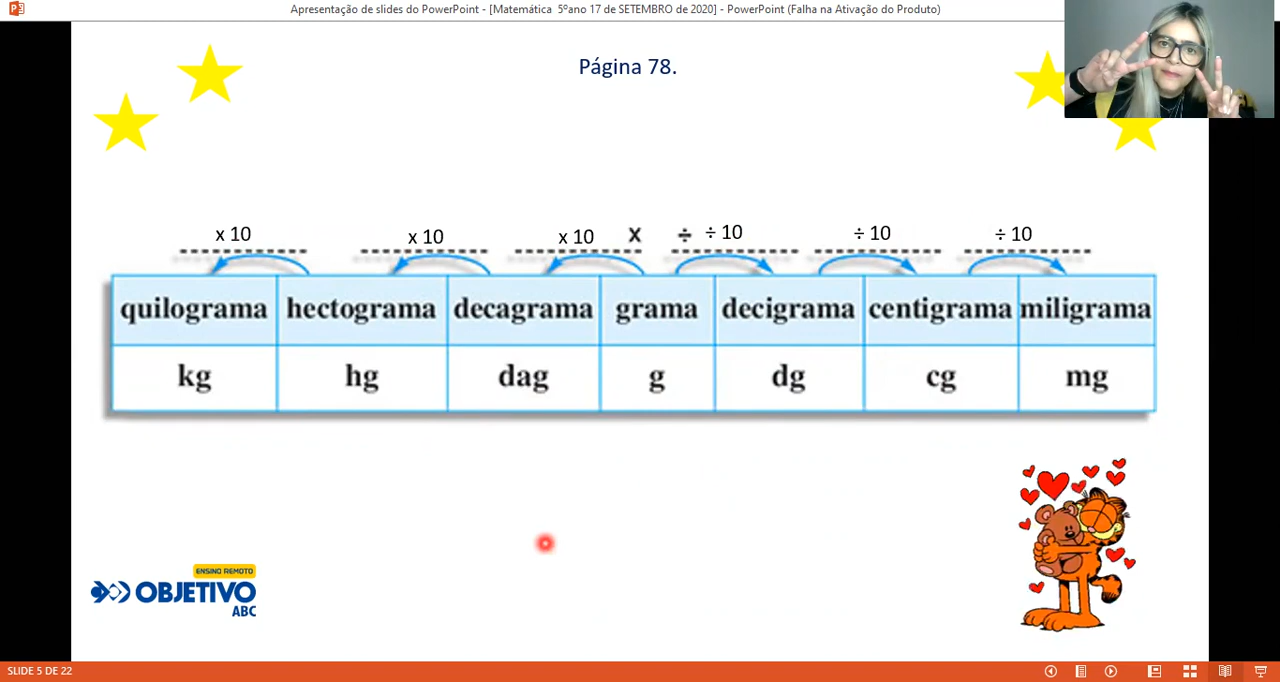 Apresentação de slides do PowerPoint - [Matemática  5ºano 17 de SETEMBRO de 2020] - PowerPoint (Falha na Ativação do Produto)
Página 78.
x 10 x 10 x 10 x ÷ ÷ 10 ÷ 10 ÷ 10
quilograma hectograma decagrama grama decigrama centigrama miligrama
kg hg dag g dg cg mg
ENSINO REMOTO
OBJETIVO
ABC
SLIDE 5 DE 22